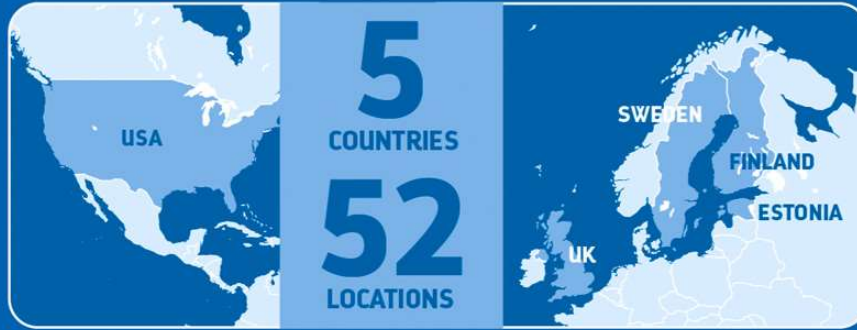 USA
5
COUNTRIES
52
LOCATIONS
SWEDEN
FINLAND
ESTONIA
UK